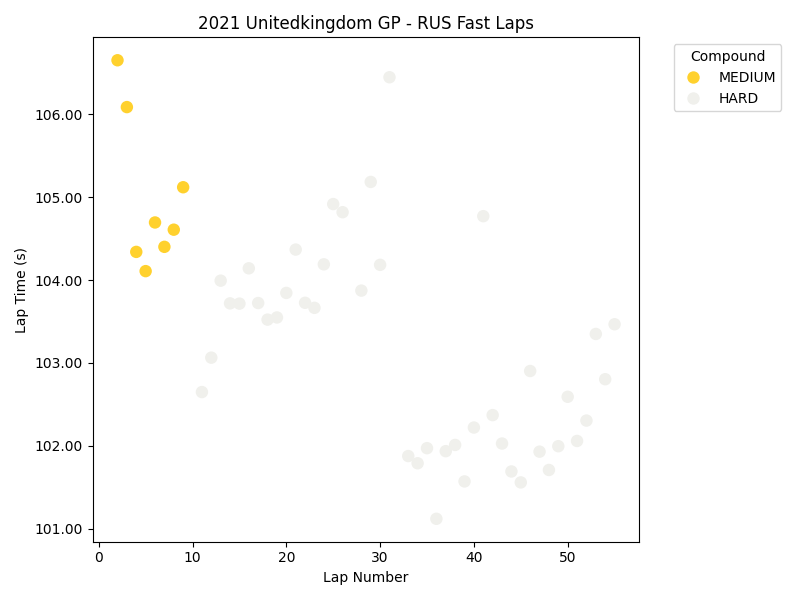 2021 Unitedkingdom GP - RUS Fast Laps
Compound
MEDIUM
HARD
Lap Time (s)
106.00
105.00
104.00
103.00
102.00
101.00
0 10 20 30 40 50
Lap Number